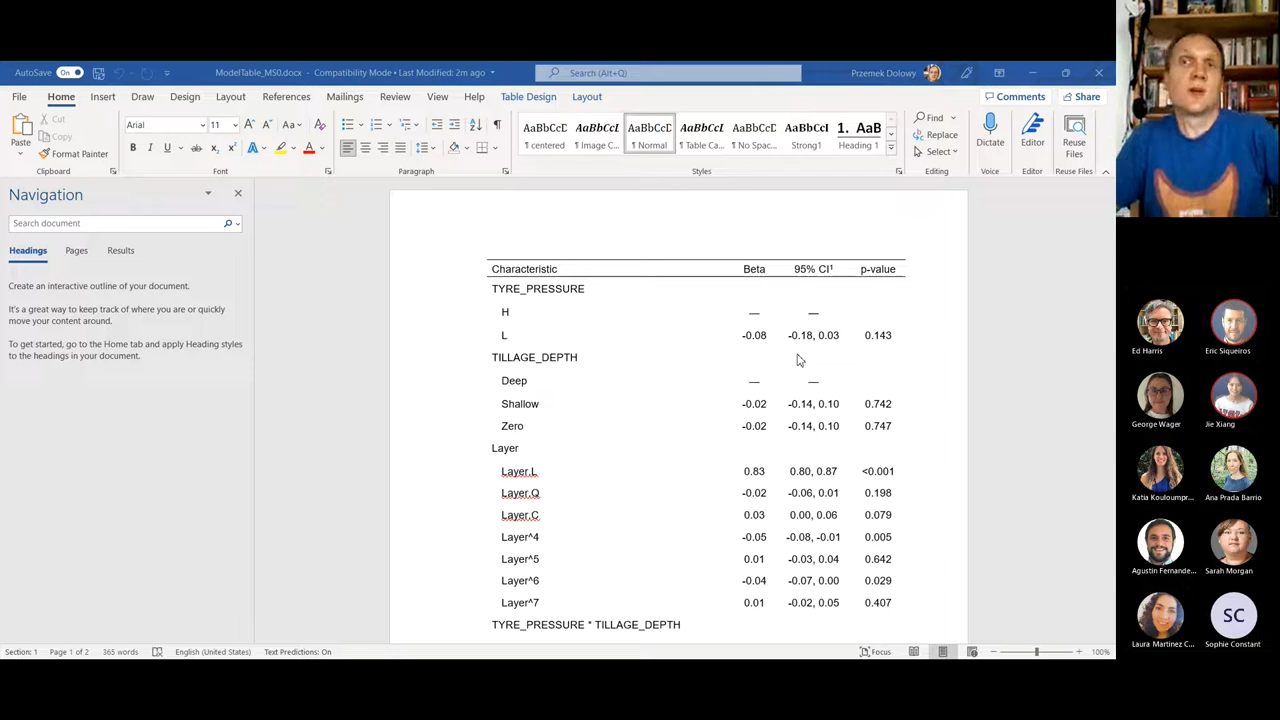 AutoSave On ModelTable_MS0.docx - Compatibility Mode • Last Modified: 2m ago Search (Alt+Q) Przemek Dolowy
File Home Insert Draw Design Layout References Mailings Review View Help Table Design Layout Comments Share
Paste
Cut
Copy
Format Painter
Clipboard
Arial 11
Font
Paragraph
AaBbCcD AaBbCcL AaBbCcD AaBbCcL AaBbCcD AaBbCcI 1. AaB
¶ centered ¶ Image C... ¶ Normal ¶ Table Ca... ¶ No Spac... Strong1 Heading 1
Styles
Find
Replace
Select
Editing
Dictate
Voice
Editor
Editor
Reuse Files
Reuse Files
Navigation
Search document
Headings Pages Results
Create an interactive outline of your document.
It's a great way to keep track of where you are or quickly
move your content around.
To get started, go to the Home tab and apply Heading styles
to the headings in your document.
Characteristic Beta 95% CI¹ p-value
TYRE_PRESSURE
H — —
L -0.08 -0.18, 0.03 0.143
TILLAGE_DEPTH
Deep — —
Shallow -0.02 -0.14, 0.10 0.742
Zero -0.02 -0.14, 0.10 0.747
Layer
Layer.L 0.83 0.80, 0.87 <0.001
Layer.Q -0.02 -0.06, 0.01 0.198
Layer.C 0.03 0.00, 0.06 0.079
Layer^4 -0.05 -0.08, -0.01 0.005
Layer^5 0.01 -0.03, 0.04 0.642
Layer^6 -0.04 -0.07, 0.00 0.029
Layer^7 0.01 -0.02, 0.05 0.407
TYRE_PRESSURE * TILLAGE_DEPTH
Section: 1 Page 1 of 2 365 words English (United States) Text Predictions: On Focus 100%
Ed Harris Eric Siqueiros
George Wager Jie Xiang
Katia Kouloumpr... Ana Prada Barrio
Agustin Fernande... Sarah Morgan
SC
Laura Martinez C... Sophie Constant